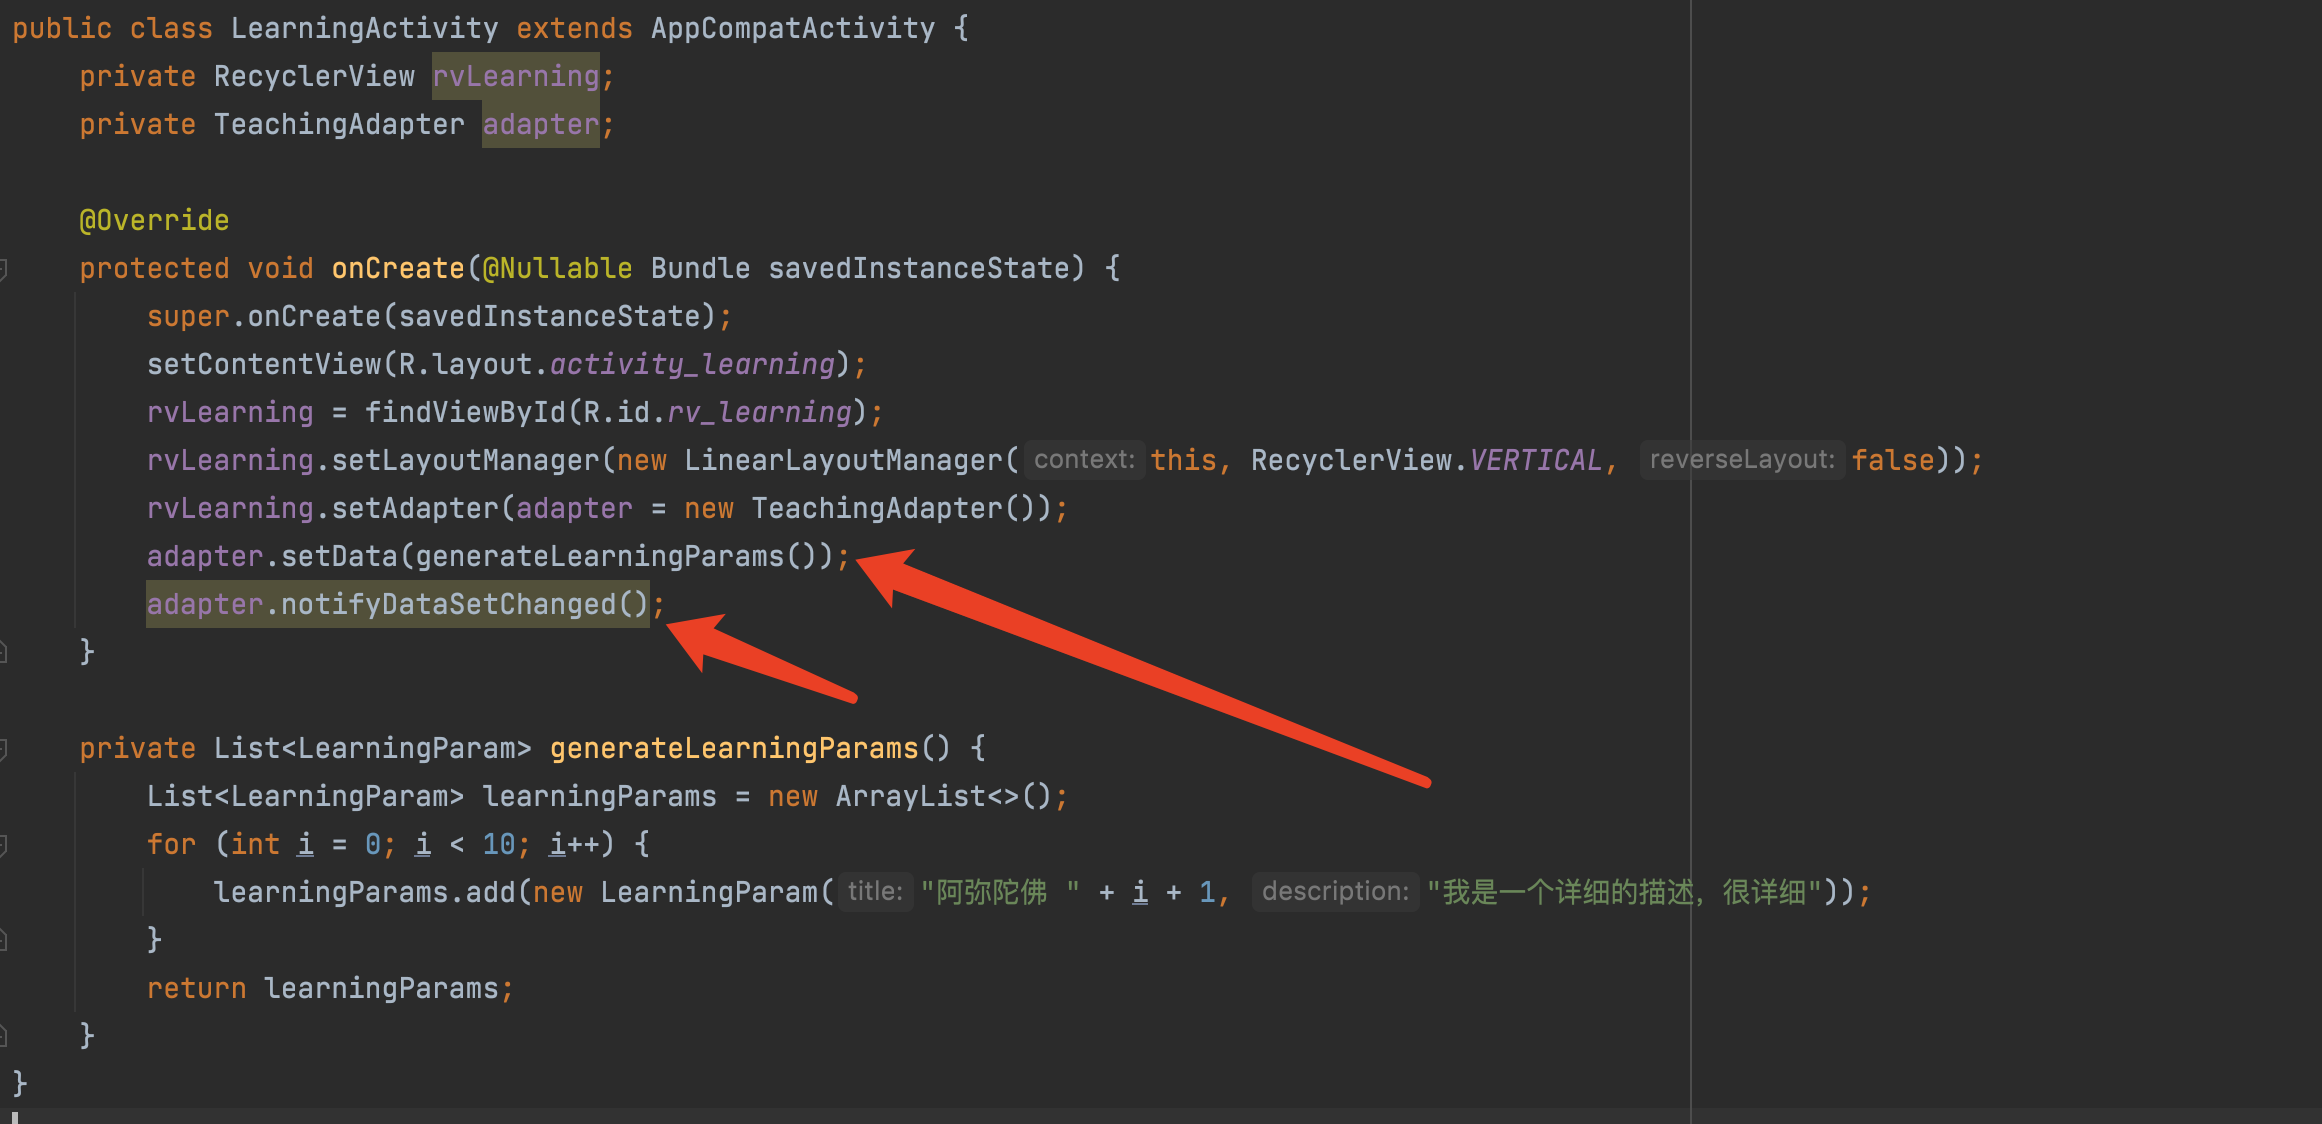 public class LearningActivity extends AppCompatActivity {
    private RecyclerView rvLearning;
    private TeachingAdapter adapter;

    @Override
    protected void onCreate(@Nullable Bundle savedInstanceState) {
        super.onCreate(savedInstanceState);
        setContentView(R.layout.activity_learning);
        rvLearning = findViewById(R.id.rv_learning);
        rvLearning.setLayoutManager(new LinearLayoutManager( context: this, RecyclerView.VERTICAL, reverseLayout: false));
        rvLearning.setAdapter(adapter = new TeachingAdapter());
        adapter.setData(generateLearningParams());
        adapter.notifyDataSetChanged();
    }

    private List<LearningParam> generateLearningParams() {
        List<LearningParam> learningParams = new ArrayList<>();
        for (int i = 0; i < 10; i++) {
            learningParams.add(new LearningParam( title: "阿弥陀佛 " + i + 1, description: "我是一个详细的描述，很详细"));
        }
        return learningParams;
    }
}